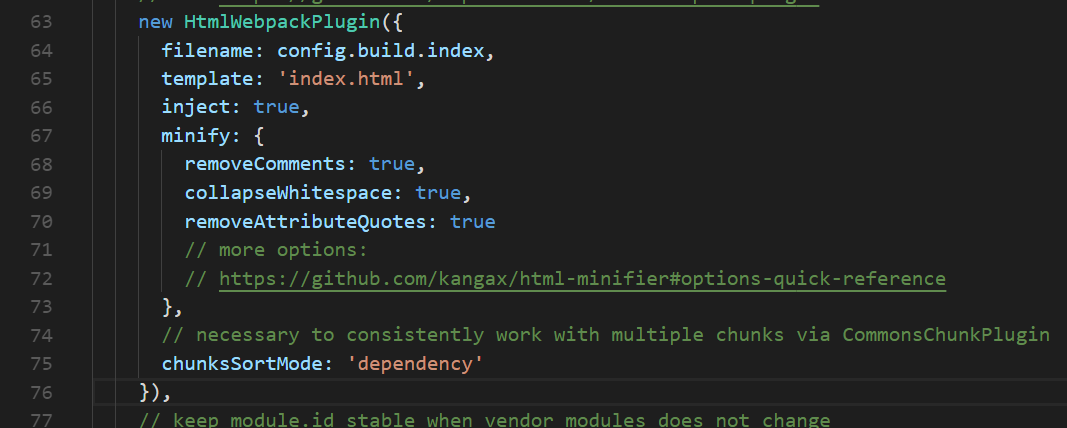 63 new HtmlWebpackPlugin({
64 filename: config.build.index,
65 template: 'index.html',
66 inject: true,
67 minify: {
68 removeComments: true,
69 collapseWhitespace: true,
70 removeAttributeQuotes: true
71 // more options:
72 // https://github.com/kangax/html-minifier#options-quick-reference
73 },
74 // necessary to consistently work with multiple chunks via CommonsChunkPlugin
75 chunksSortMode: 'dependency'
76 }),
77 // keep module.id stable when vendor modules does not change